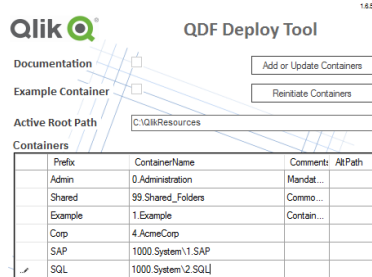 1.6.5
Qlik QDF Deploy Tool
Documentation Add or Update Containers
Example Container Reinitiate Containers
Active Root Path C:\QlikResources
Containers
Prefix ContainerName Comments AltPath
Admin 0.Administration Mandat...
Shared 99.Shared_Folders Commo...
Example 1.Example Contain...
Corp 4.AcmeCorp
SAP 1000.System\1.SAP
SQL 1000.System\2.SQL